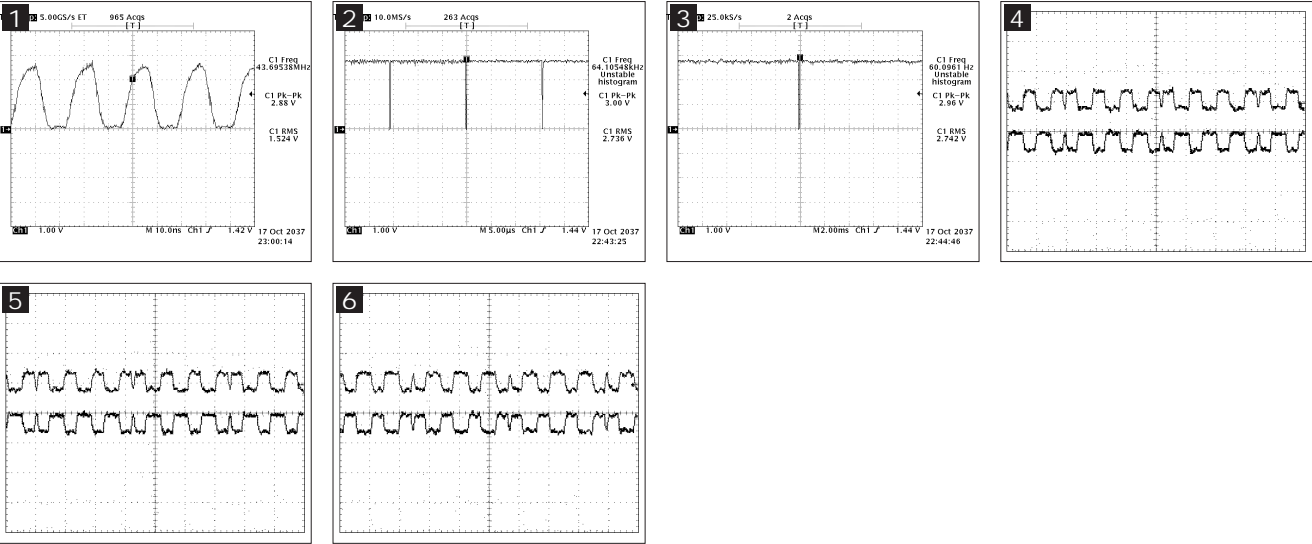 1
5.00GS/s ET 965 Acqs
[ T ]
C1 Freq
43.69538MHz
C1 Pk–Pk
2.88 V
C1 RMS
1.524 V
1
Ch1 1.00 V M 10.0ns Ch1 1.42 V
17 Oct 2037
23:00:14
2
10.0MS/s 263 Acqs
[ T ]
C1 Freq
64.10548kHz
Unstable
histogram
C1 Pk–Pk
3.00 V
C1 RMS
2.736 V
1
Ch1 1.00 V M 5.00µs Ch1 1.44 V
17 Oct 2037
22:43:25
3
25.0kS/s 2 Acqs
[ T ]
C1 Freq
60.0961 Hz
Unstable
histogram
C1 Pk–Pk
2.96 V
C1 RMS
2.742 V
1
Ch1 1.00 V M 2.00ms Ch1 1.44 V
17 Oct 2037
22:44:46
4
5
6